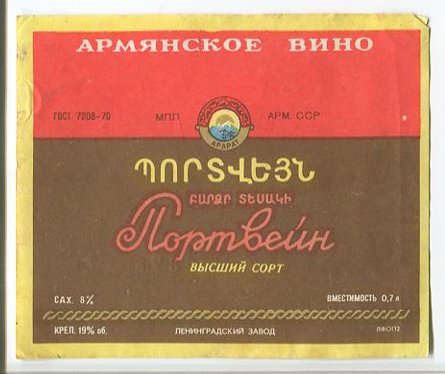 АРМЯНСКОЕ ВИНО
ГОСТ 7208-70 МПП АРМ. ССР
АРАРАТ
ՊՈՐՏՎԵՅՆ
ԲԱՐՁՐ ՏԵՍԱԿԻ
Портвейн
ВЫСШИЙ СОРТ
САХ. 8% ВМЕСТИМОСТЬ 0,7 л
КРЕП. 19% об. ЛЕНИНГРАДСКИЙ ЗАВОД ЛФОП2